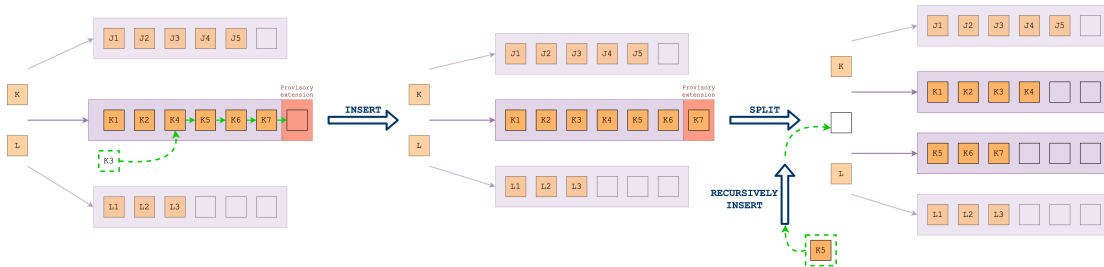 J1 J2 J3 J4 J5
K
Provisory
extension
K1 K2 K4 K5 K6 K7
L
K3
L1 L2 L3
INSERT
J1 J2 J3 J4 J5
K
Provisory
extension
K1 K2 K3 K4 K5 K6 K7
L
L1 L2 L3
SPLIT
RECURSIVELY
INSERT
K5
J1 J2 J3 J4 J5
K
K1 K2 K3 K4
K5 K6 K7
L
L1 L2 L3